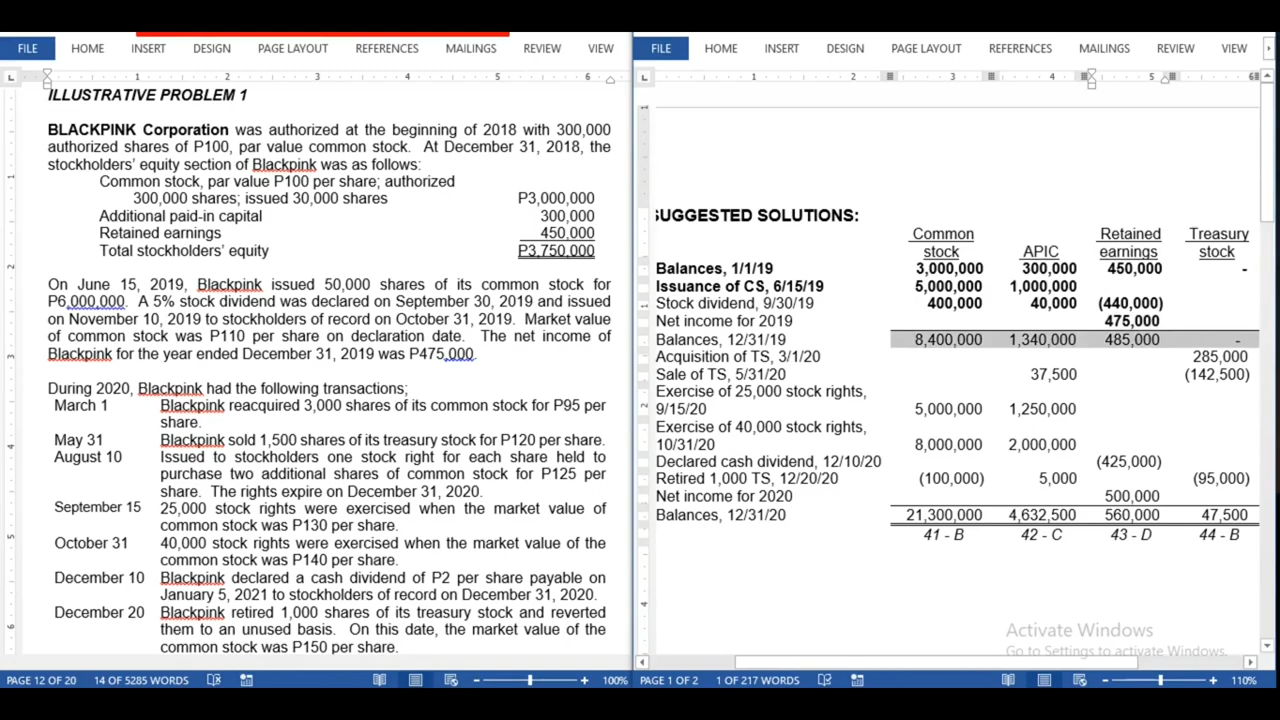 FILE HOME INSERT DESIGN PAGE LAYOUT REFERENCES MAILINGS REVIEW VIEW
L 1 2 3 4 5 6
ILLUSTRATIVE PROBLEM 1
BLACKPINK Corporation was authorized at the beginning of 2018 with 300,000
authorized shares of P100, par value common stock. At December 31, 2018, the
stockholders' equity section of Blackpink was as follows:
Common stock, par value P100 per share; authorized
300,000 shares; issued 30,000 shares P3,000,000
Additional paid-in capital 300,000
Retained earnings 450,000
Total stockholders' equity P3,750,000
On June 15, 2019, Blackpink issued 50,000 shares of its common stock for
P6,000,000. A 5% stock dividend was declared on September 30, 2019 and issued
on November 10, 2019 to stockholders of record on October 31, 2019. Market value
of common stock was P110 per share on declaration date. The net income of
Blackpink for the year ended December 31, 2019 was P475,000.
During 2020, Blackpink had the following transactions;
March 1 Blackpink reacquired 3,000 shares of its common stock for P95 per
share.
May 31 Blackpink sold 1,500 shares of its treasury stock for P120 per share.
August 10 Issued to stockholders one stock right for each share held to
purchase two additional shares of common stock for P125 per
share. The rights expire on December 31, 2020.
September 15 25,000 stock rights were exercised when the market value of
common stock was P130 per share.
October 31 40,000 stock rights were exercised when the market value of the
common stock was P140 per share.
December 10 Blackpink declared a cash dividend of P2 per share payable on
January 5, 2021 to stockholders of record on December 31, 2020.
December 20 Blackpink retired 1,000 shares of its treasury stock and reverted
them to an unused basis. On this date, the market value of the
common stock was P150 per share.
PAGE 12 OF 20 14 OF 5285 WORDS 100%
FILE HOME INSERT DESIGN PAGE LAYOUT REFERENCES MAILINGS REVIEW VIEW
L 1 2 3 4 5 6
SUGGESTED SOLUTIONS:
Common Retained Treasury
stock APIC earnings stock
Balances, 1/1/19 3,000,000 300,000 450,000 -
Issuance of CS, 6/15/19 5,000,000 1,000,000
Stock dividend, 9/30/19 400,000 40,000 (440,000)
Net income for 2019 475,000
Balances, 12/31/19 8,400,000 1,340,000 485,000 -
Acquisition of TS, 3/1/20 285,000
Sale of TS, 5/31/20 37,500 (142,500)
Exercise of 25,000 stock rights,
9/15/20 5,000,000 1,250,000
Exercise of 40,000 stock rights,
10/31/20 8,000,000 2,000,000
Declared cash dividend, 12/10/20 (425,000)
Retired 1,000 TS, 12/20/20 (100,000) 5,000 (95,000)
Net income for 2020 500,000
Balances, 12/31/20 21,300,000 4,632,500 560,000 47,500
41 - B 42 - C 43 - D 44 - B
Activate Windows
Go to Settings to activate Windows.
PAGE 1 OF 2 1 OF 217 WORDS 110%